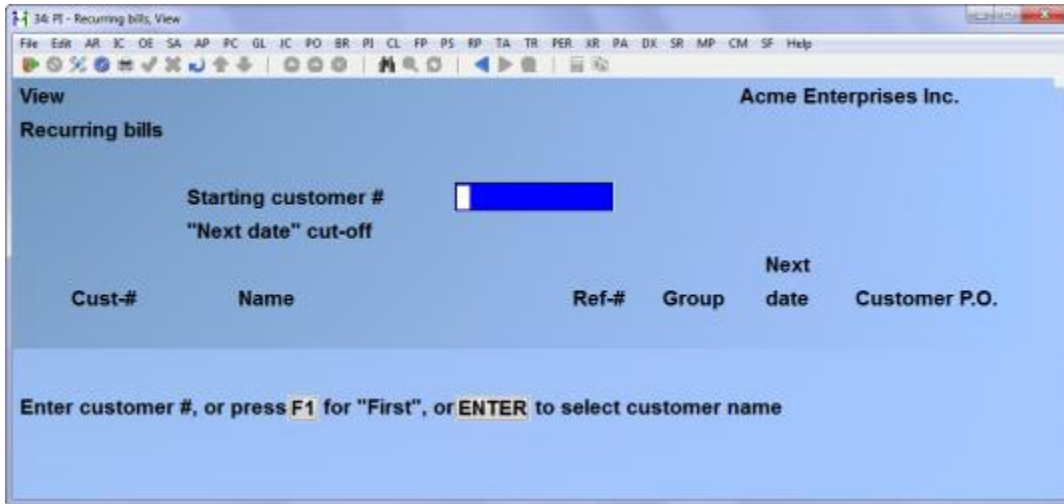 34: PI - Recurring bills, View
File Edit AR IC OE SA AP PC GL JC PO BR PJ CL FP PS RP TA TR PER XR PA DX SR MP CM SF Help
View Acme Enterprises Inc.
Recurring bills
Starting customer #
"Next date" cut-off
Next
Cust-# Name Ref-# Group date Customer P.O.
Enter customer #, or press F1 for "First", or ENTER to select customer name